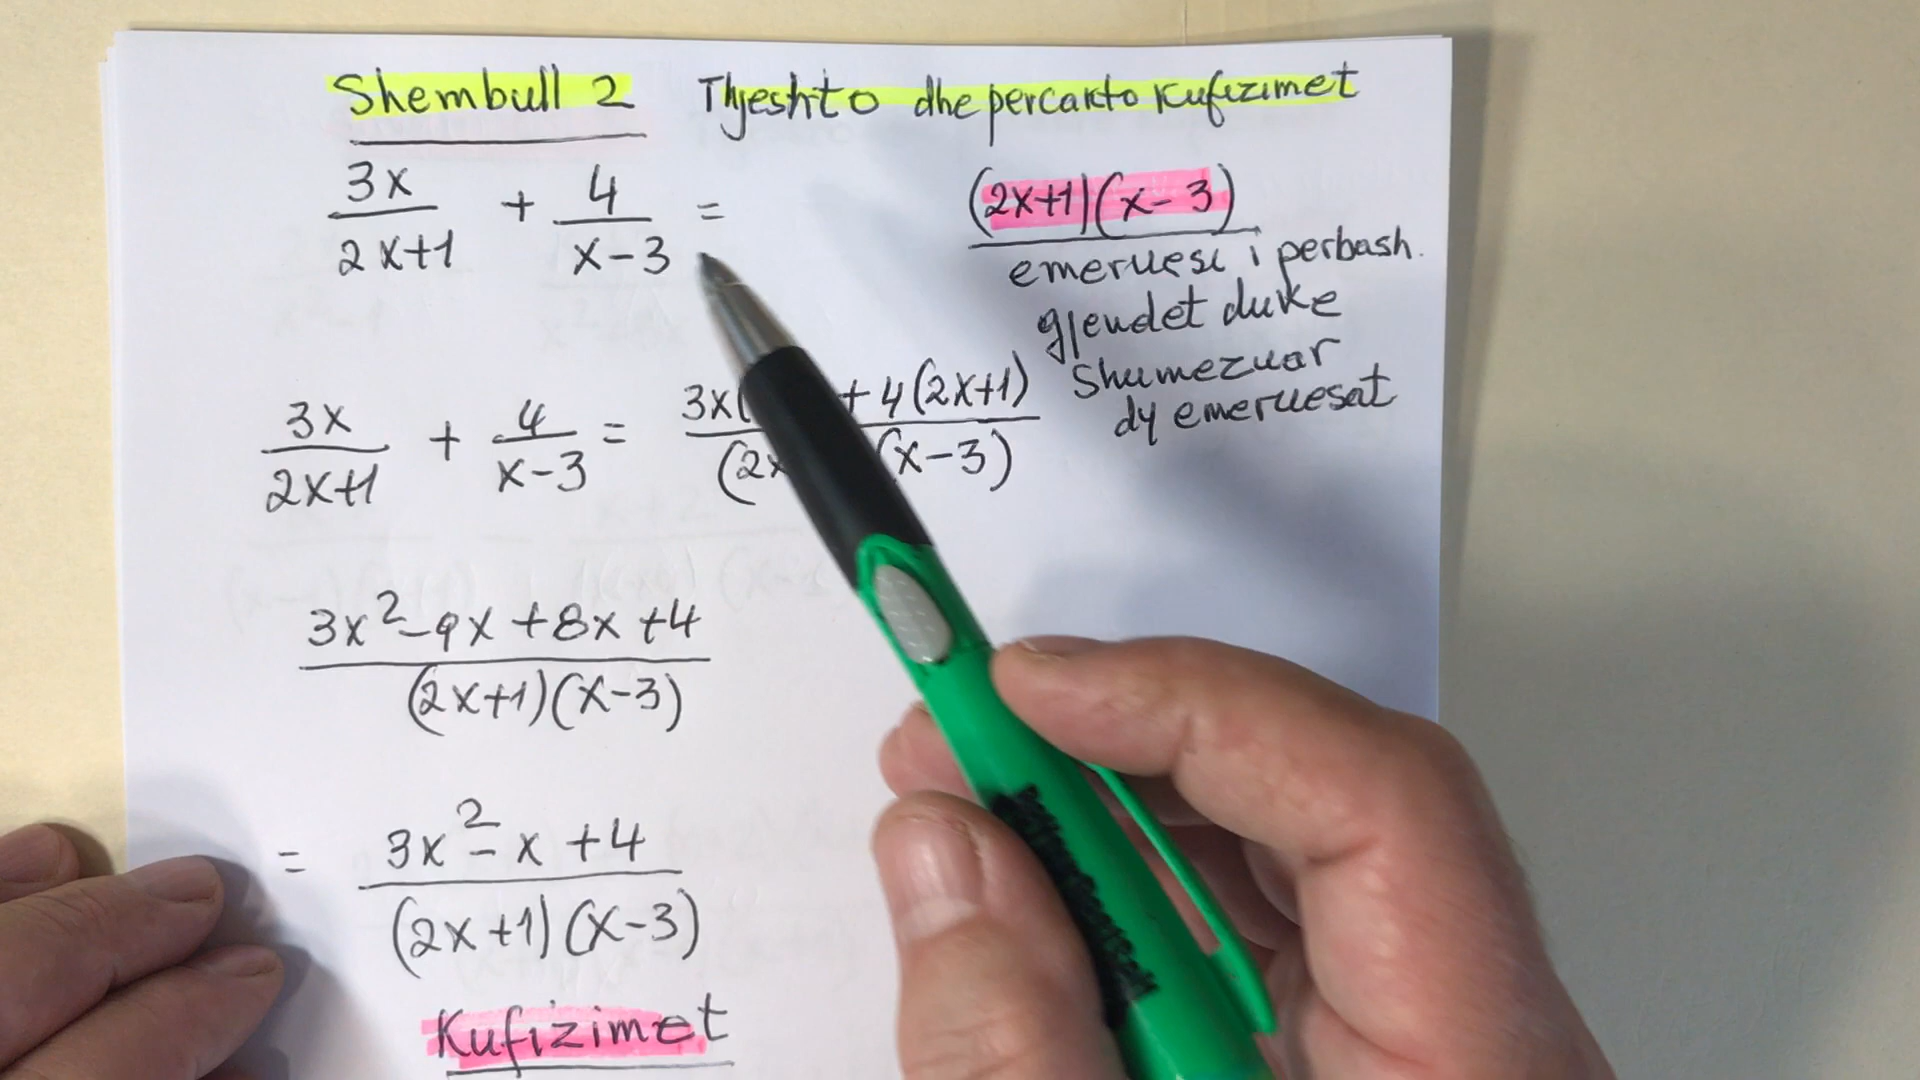 Shembull 2 Thjeshto dhe percakto Kufizimet
3x / 2x+1 + 4 / x-3 =
(2x+1)(x-3)
emeruesi i perbash.
gjendet duke
Shumezuar
dy emeruesat
3x / 2x+1 + 4 / x-3 = 3x( + 4(2x+1) / (2x (x-3)
3x²-9x+8x+4 / (2x+1)(x-3)
= 3x²-x+4 / (2x+1)(x-3)
Kufizimet